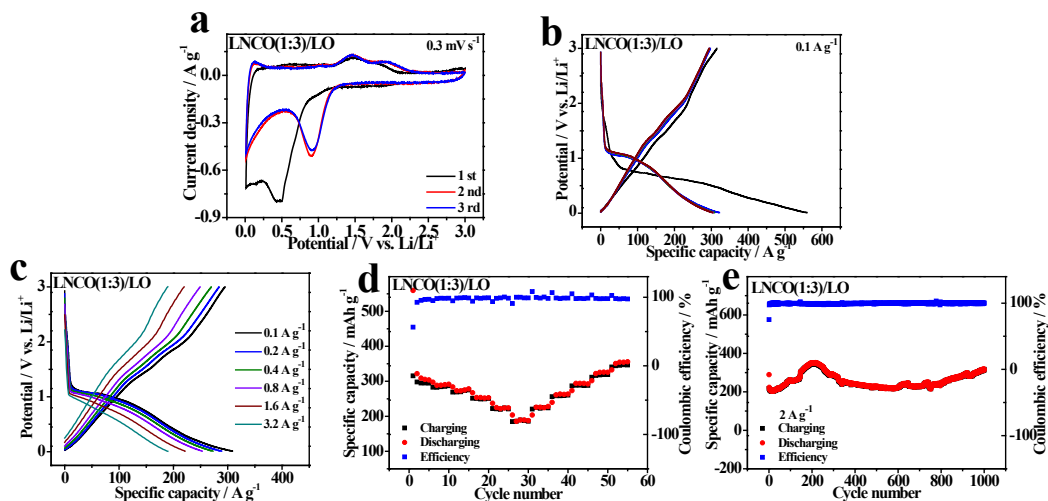 a
LNCO(1:3)/LO
0.3 mV s⁻¹
Current density / A g⁻¹
0.0
-0.3
-0.6
-0.9
1 st
2 nd
3 rd
0.0 0.5 1.0 1.5 2.0 2.5 3.0
Potential / V vs. Li/Li⁺
b
LNCO(1:3)/LO
0.1 A g⁻¹
Potential / V vs. Li/Li⁺
3
2
1
0
0 100 200 300 400 500 600
Specific capacity / A g⁻¹
c
LNCO(1:3)/LO
Potential / V vs. Li/Li⁺
3
2
1
0
0.1 A g⁻¹
0.2 A g⁻¹
0.4 A g⁻¹
0.8 A g⁻¹
1.6 A g⁻¹
3.2 A g⁻¹
0 100 200 300 400
Specific capacity / A g⁻¹
d
LNCO(1:3)/LO
Specific capacity / mAh g⁻¹
500
400
300
200
100
Charging
Discharging
Efficiency
100
0
-100
Coulombic efficiency / %
0 10 20 30 40 50
Cycle number
e
LNCO(1:3)/LO
Specific capacity / mAh g⁻¹
600
400
200
0
-200
2 A g⁻¹
Charging
Discharging
Efficiency
100
0
-100
Coulombic efficiency / %
0 200 400 600 800 1000
Cycle number